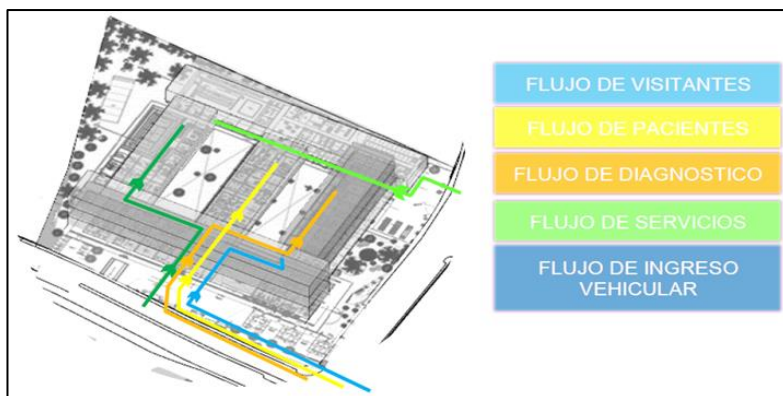 FLUJO DE VISITANTES
FLUJO DE PACIENTES
FLUJO DE DIAGNOSTICO
FLUJO DE SERVICIOS
FLUJO DE INGRESO
VEHICULAR